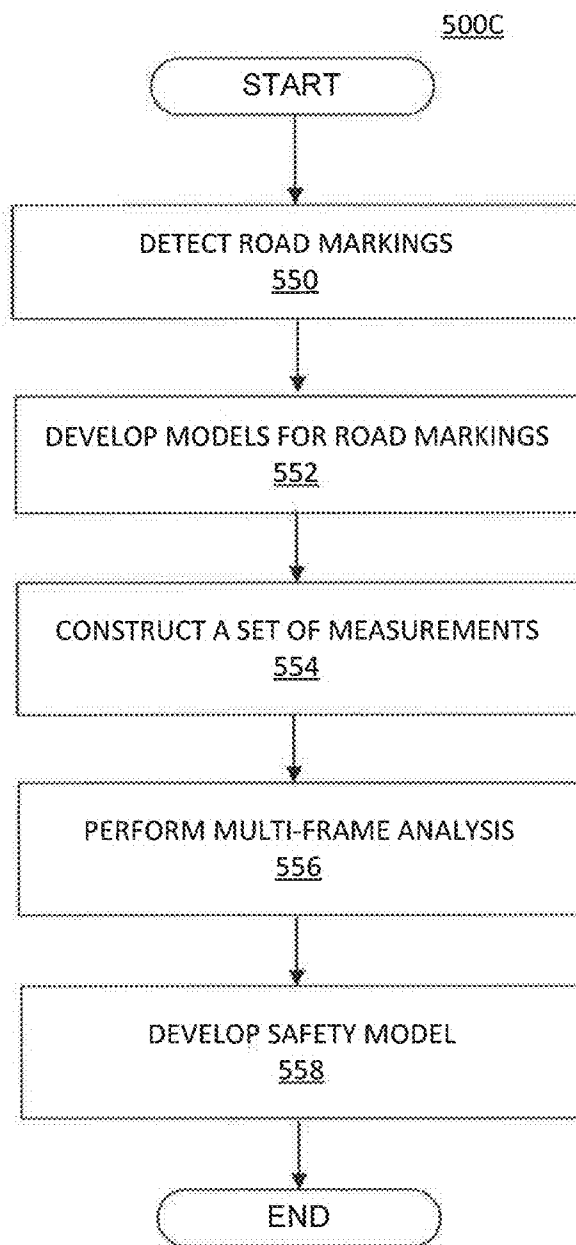 500C
START
DETECT ROAD MARKINGS
550
DEVELOP MODELS FOR ROAD MARKINGS
552
CONSTRUCT A SET OF MEASUREMENTS
554
PERFORM MULTI-FRAME ANALYSIS
556
DEVELOP SAFETY MODEL
558
END